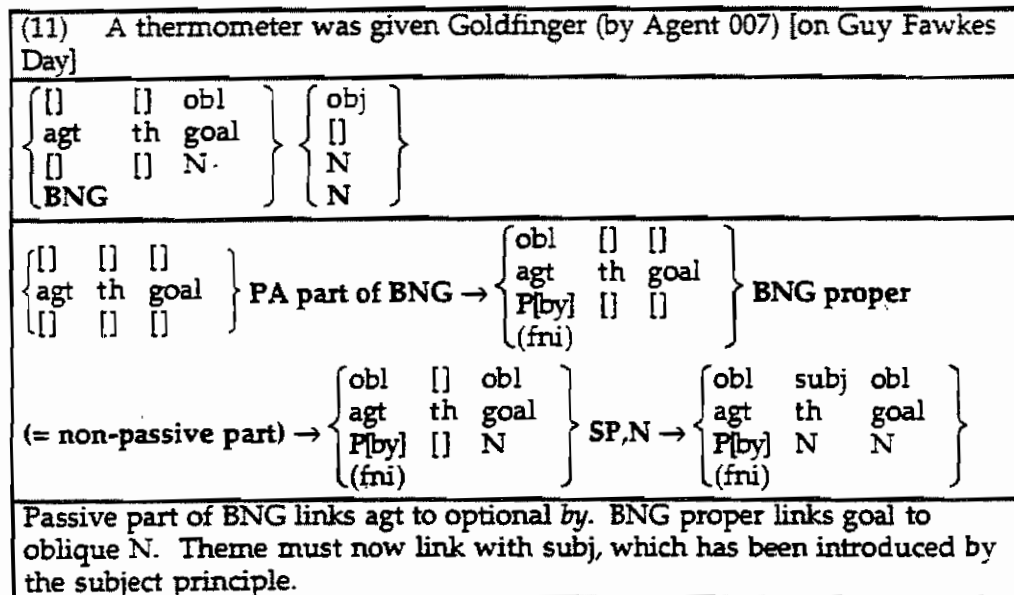 (11) A thermometer was given Goldfinger (by Agent 007) [on Guy Fawkes
Day]
[] [] obl obj
agt th goal []
[] [] N N
BNG N
[] [] []
agt th goal
[] [] []
PA part of BNG →
obl [] []
agt th goal
P[by] [] []
(fni)
BNG proper
(= non-passive part) →
obl [] obl
agt th goal
P[by] [] N
(fni)
SP,N →
obl subj obl
agt th goal
P[by] N N
(fni)
Passive part of BNG links agt to optional by. BNG proper links goal to
oblique N. Theme must now link with subj, which has been introduced by
the subject principle.